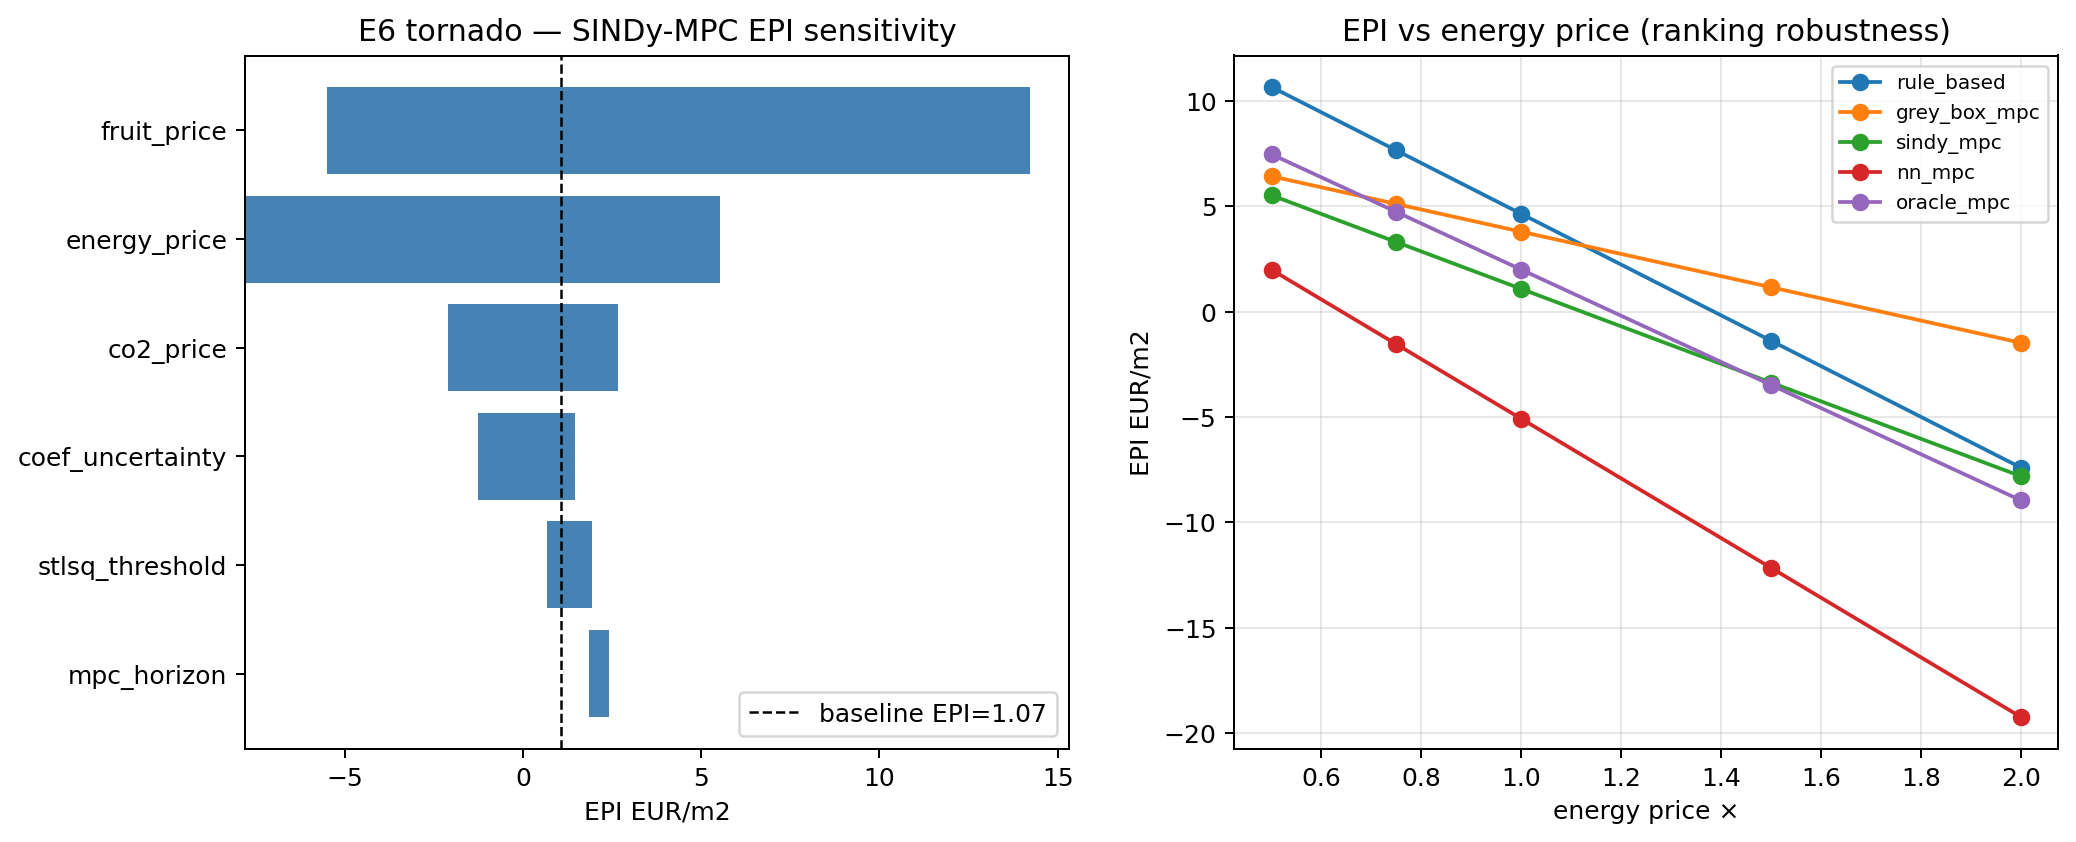 E6 tornado — SINDy-MPC EPI sensitivity
fruit_price
energy_price
co2_price
coef_uncertainty
stlsq_threshold
mpc_horizon
baseline EPI=1.07
−5 0 5 10 15
EPI EUR/m2
EPI vs energy price (ranking robustness)
rule_based
grey_box_mpc
sindy_mpc
nn_mpc
oracle_mpc
EPI EUR/m2
10
5
0
−5
−10
−15
−20
0.6 0.8 1.0 1.2 1.4 1.6 1.8 2.0
energy price ×